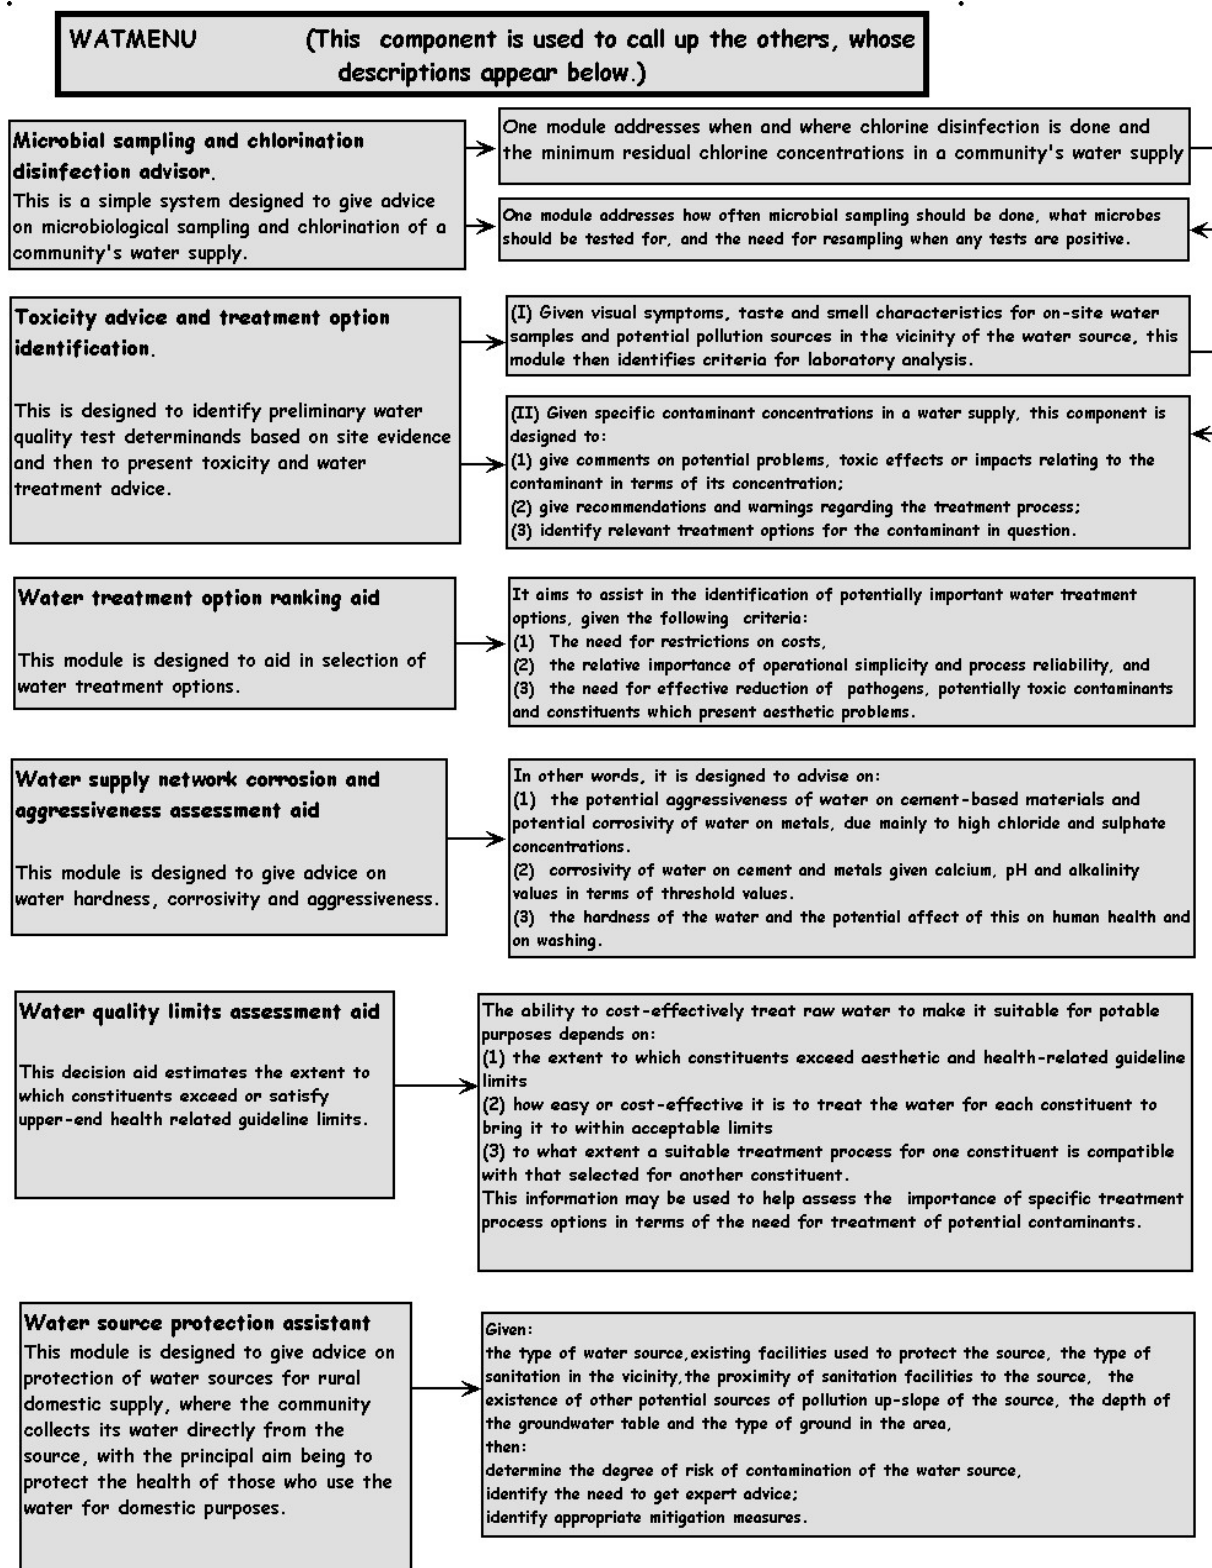 WATMENU (This component is used to call up the others, whose
descriptions appear below.)
Microbial sampling and chlorination
disinfection advisor.
This is a simple system designed to give advice
on microbiological sampling and chlorination of a
community's water supply.
One module addresses when and where chlorine disinfection is done and
the minimum residual chlorine concentrations in a community's water supply
One module addresses how often microbial sampling should be done, what microbes
should be tested for, and the need for resampling when any tests are positive.
Toxicity advice and treatment option
identification.
This is designed to identify preliminary water
quality test determinands based on site evidence
and then to present toxicity and water
treatment advice.
(I) Given visual symptoms, taste and smell characteristics for on-site water
samples and potential pollution sources in the vicinity of the water source, this
module then identifies criteria for laboratory analysis.
(II) Given specific contaminant concentrations in a water supply, this component is
designed to:
(1) give comments on potential problems, toxic effects or impacts relating to the
contaminant in terms of its concentration;
(2) give recommendations and warnings regarding the treatment process;
(3) identify relevant treatment options for the contaminant in question.
Water treatment option ranking aid
This module is designed to aid in selection of
water treatment options.
It aims to assist in the identification of potentially important water treatment
options, given the following criteria:
(1) The need for restrictions on costs,
(2) the relative importance of operational simplicity and process reliability, and
(3) the need for effective reduction of pathogens, potentially toxic contaminants
and constituents which present aesthetic problems.
Water supply network corrosion and
aggressiveness assessment aid
This module is designed to give advice on
water hardness, corrosivity and aggressiveness.
In other words, it is designed to advise on:
(1) the potential aggressiveness of water on cement-based materials and
potential corrosivity of water on metals, due mainly to high chloride and sulphate
concentrations.
(2) corrosivity of water on cement and metals given calcium, pH and alkalinity
values in terms of threshold values.
(3) the hardness of the water and the potential affect of this on human health and
on washing.
Water quality limits assessment aid
This decision aid estimates the extent to
which constituents exceed or satisfy
upper-end health related guideline limits.
The ability to cost-effectively treat raw water to make it suitable for potable
purposes depends on:
(1) the extent to which constituents exceed aesthetic and health-related guideline
limits
(2) how easy or cost-effective it is to treat the water for each constituent to
bring it to within acceptable limits
(3) to what extent a suitable treatment process for one constituent is compatible
with that selected for another constituent.
This information may be used to help assess the importance of specific treatment
process options in terms of the need for treatment of potential contaminants.
Water source protection assistant
This module is designed to give advice on
protection of water sources for rural
domestic supply, where the community
collects its water directly from the
source, with the principal aim being to
protect the health of those who use the
water for domestic purposes.
Given:
the type of water source,existing facilities used to protect the source, the type of
sanitation in the vicinity,the proximity of sanitation facilities to the source, the
existence of other potential sources of pollution up-slope of the source, the depth of
the groundwater table and the type of ground in the area,
then:
determine the degree of risk of contamination of the water source,
identify the need to get expert advice;
identify appropriate mitigation measures.